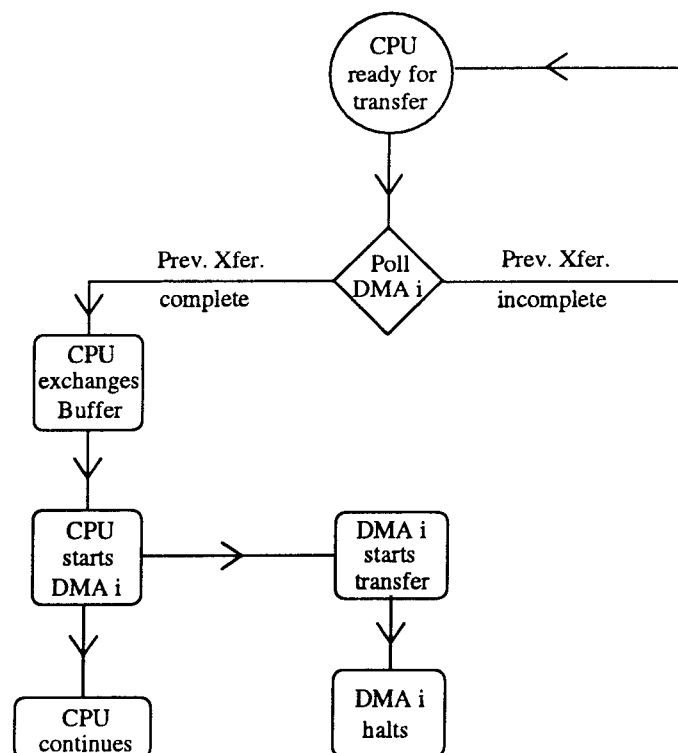 CPU
ready for
transfer
Poll
DMA i
Prev. Xfer.
complete
Prev. Xfer.
incomplete
CPU
exchanges
Buffer
CPU
starts
DMA i
DMA i
starts
transfer
CPU
continues
DMA i
halts